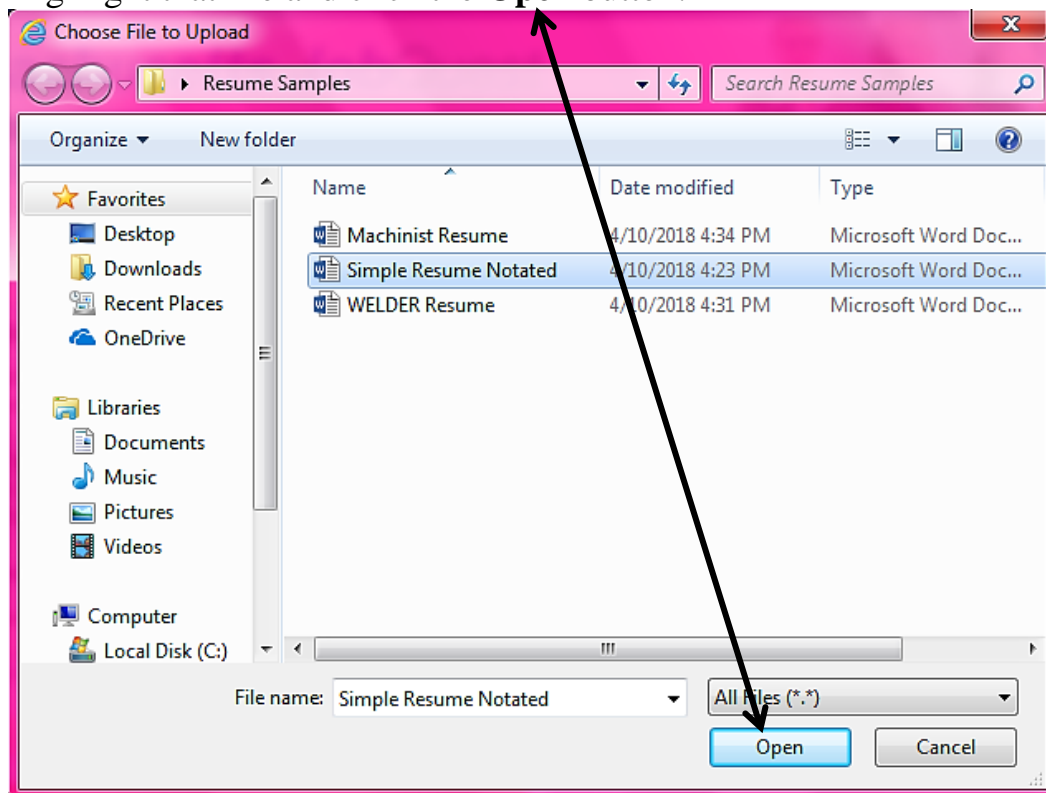 Choose File to Upload
x
Resume Samples
Search Resume Samples
Organize
New folder
Name Date modified Type
Favorites
Desktop
Downloads
Recent Places
OneDrive
Libraries
Documents
Music
Pictures
Videos
Computer
Local Disk (C:)
Machinist Resume 4/10/2018 4:34 PM Microsoft Word Doc...
Simple Resume Notated 4/10/2018 4:23 PM Microsoft Word Doc...
WELDER Resume 4/10/2018 4:31 PM Microsoft Word Doc...
File name: Simple Resume Notated
All Files (*.*)
Open
Cancel